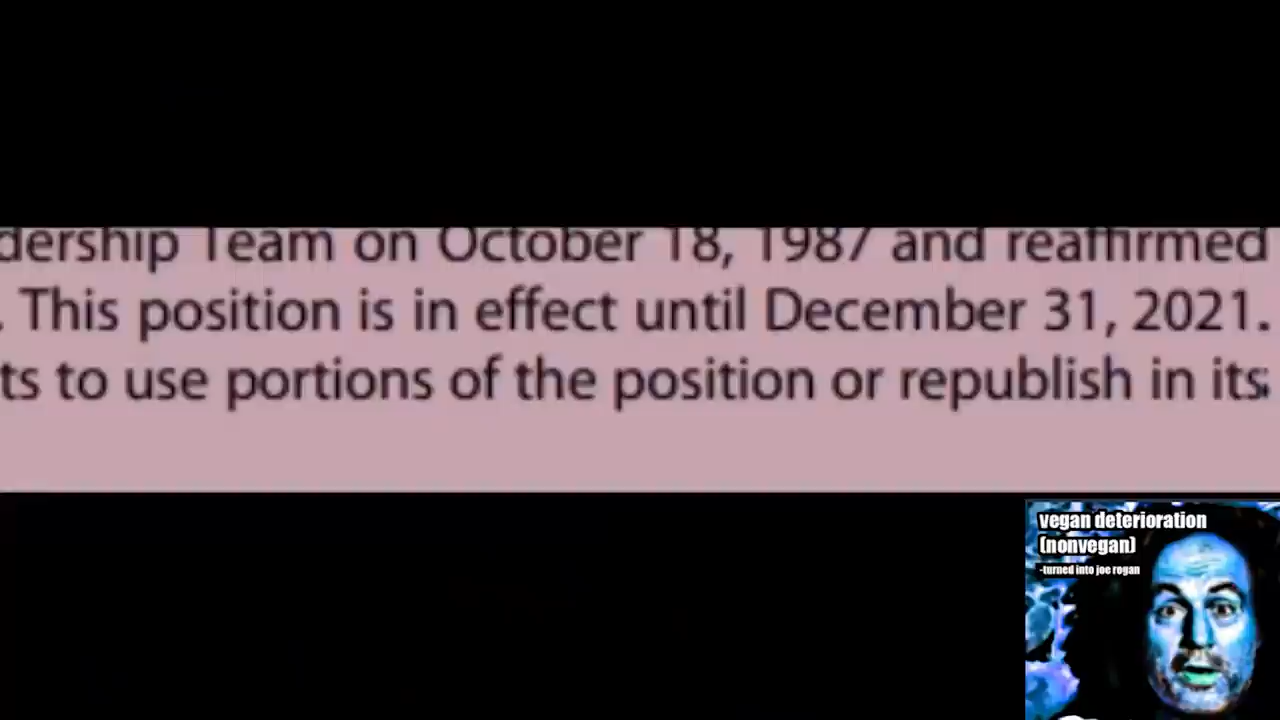 dership Team on October 18, 1987 and reaffirmed
. This position is in effect until December 31, 2021.
ts to use portions of the position or republish in its
vegan deterioration
(nonvegan)
-turned into joe rogan